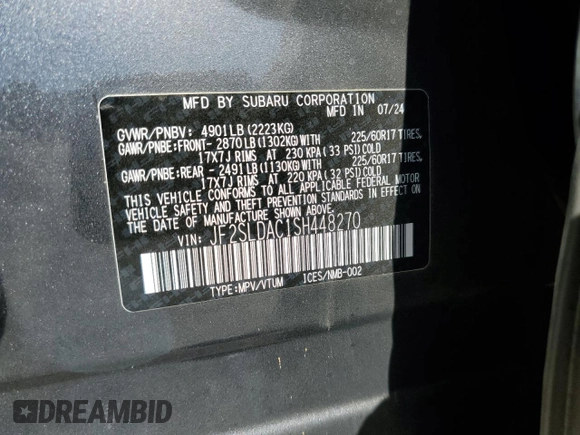 MFD BY SUBARU CORPORATION
MFD IN 07/24
GVWR/PNBV: 4901LB(2223KG)
GAWR/PNBE:FRONT- 2870LB(1302KG)WITH 225/60R17 TIRES,
17X7J RIMS AT 230 KPA(33 PSI)COLD
GAWR/PNBE:REAR - 2491LB(1130KG)WITH 225/60R17 TIRES,
17X7J RIMS AT 220 KPA(32 PSI)COLD
THIS VEHICLE CONFORMS TO ALL APPLICABLE FEDERAL MOTOR
VEHICLE SAFETY AND THEFT PREVENTION STANDARDS IN EFFECT ON
THE DATE OF MANUFACTURE SHOWN ABOVE.
VIN: JF2SLDAC1SH448270
TYPE:MPV/VTUM ICES/NMB-002
DREAMBID